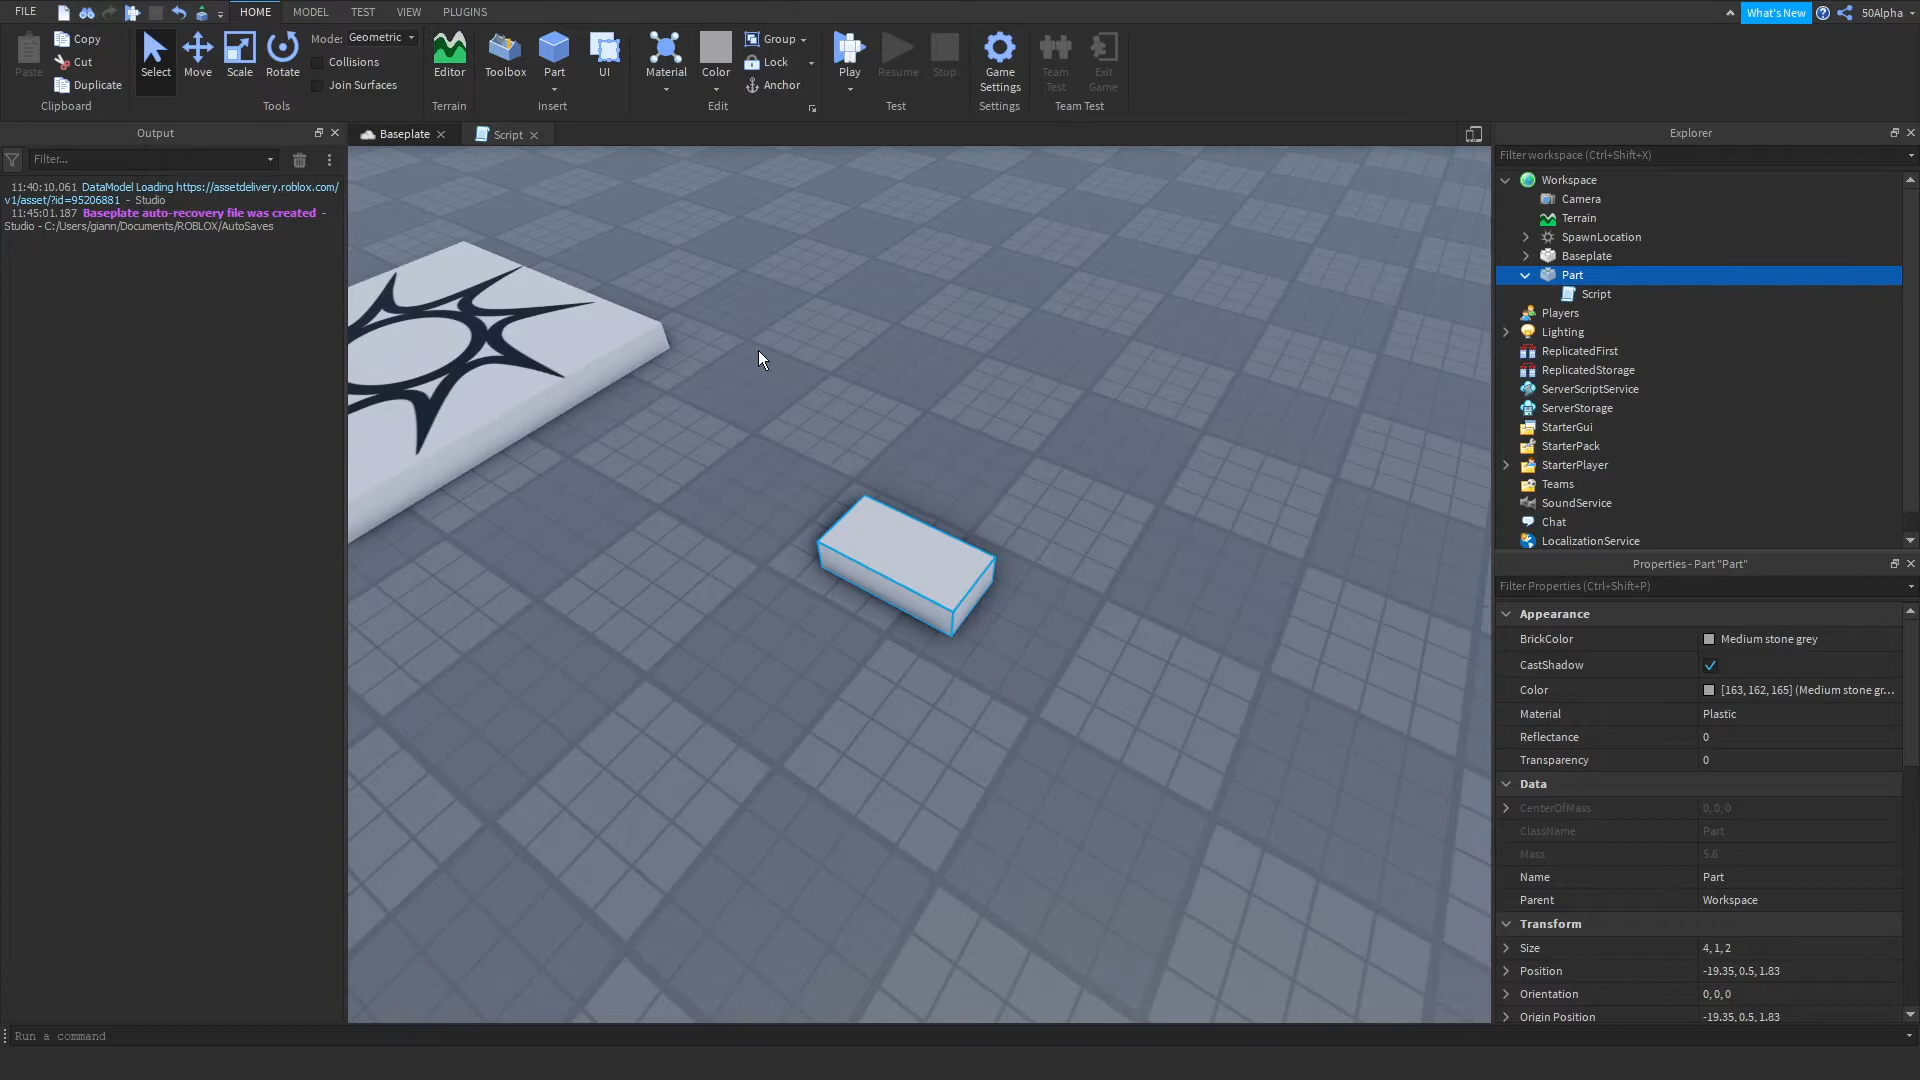 FILE
HOME
MODEL
TEST
VIEW
PLUGINS
What's New
50Alpha
Paste
Copy
Cut
Duplicate
Clipboard
Select
Move
Scale
Rotate
Mode: Geometric
Collisions
Join Surfaces
Tools
Editor
Terrain
Toolbox
Part
UI
Insert
Material
Color
Group
Lock
Anchor
Edit
Play
Resume
Stop
Test
Game
Settings
Settings
Team
Test
Exit
Game
Team Test
Output
Filter...
11:40:10.061 DataModel Loading https://assetdelivery.roblox.com/
v1/asset/?id=95206881 - Studio
11:45:01.187 Baseplate auto-recovery file was created -
Studio - C:/Users/giann/Documents/ROBLOX/AutoSaves
Baseplate
Script
Explorer
Filter workspace (Ctrl+Shift+X)
Workspace
Camera
Terrain
SpawnLocation
Baseplate
Part
Script
Players
Lighting
ReplicatedFirst
ReplicatedStorage
ServerScriptService
ServerStorage
StarterGui
StarterPack
StarterPlayer
Teams
SoundService
Chat
LocalizationService
Properties - Part "Part"
Filter Properties (Ctrl+Shift+P)
Appearance
BrickColor Medium stone grey
CastShadow
Color [163, 162, 165] (Medium stone gr...
Material Plastic
Reflectance 0
Transparency 0
Data
CenterOfMass 0, 0, 0
ClassName Part
Mass 5.6
Name Part
Parent Workspace
Transform
Size 4, 1, 2
Position -19.35, 0.5, 1.83
Orientation 0, 0, 0
Origin Position -19.35, 0.5, 1.83
Run a command